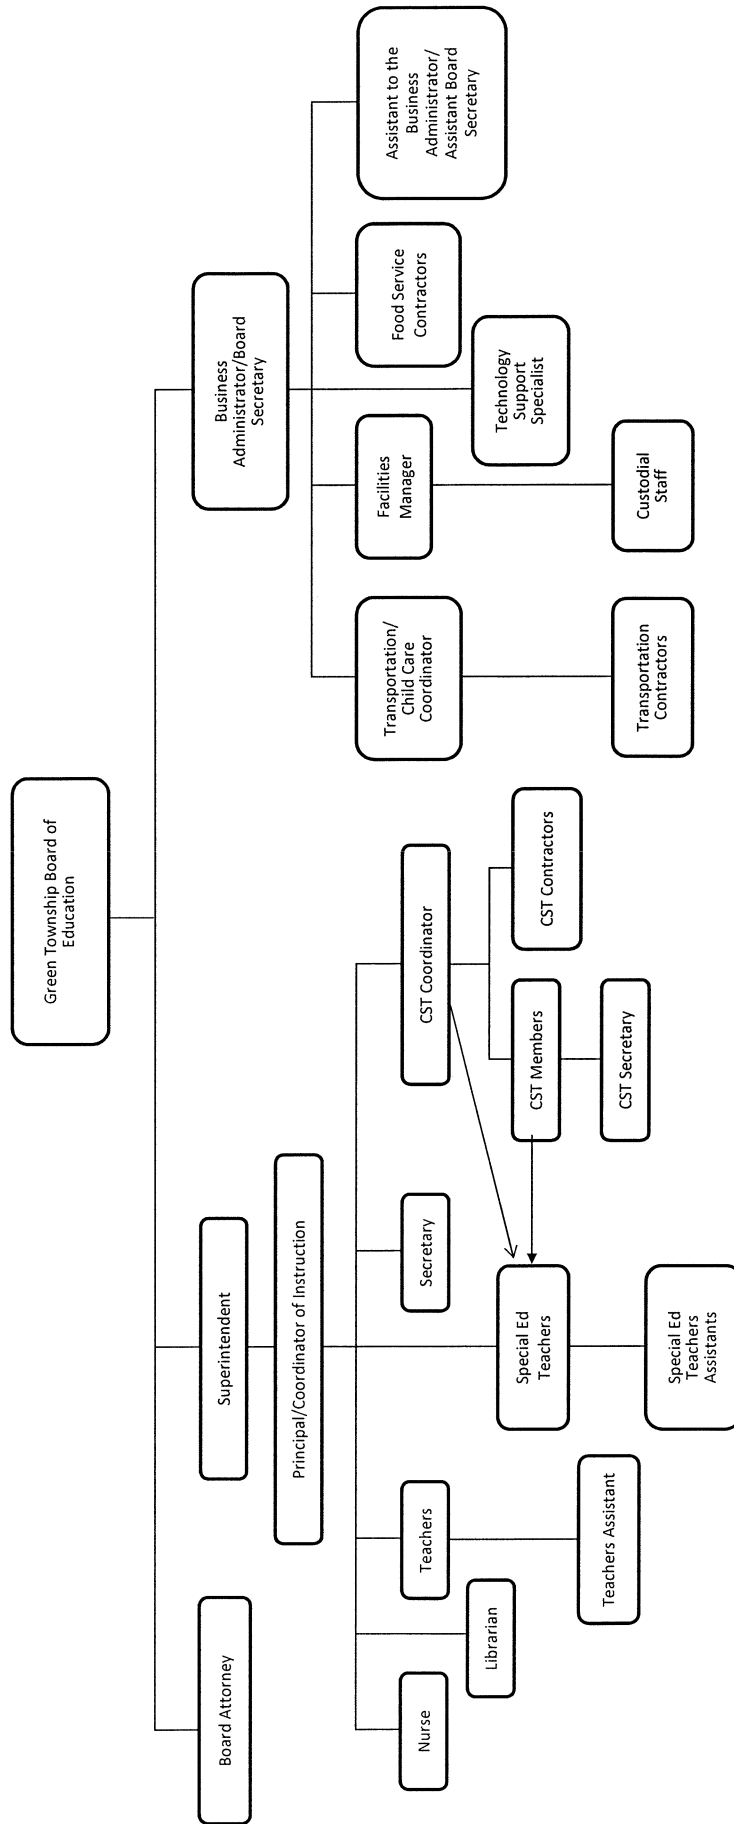 Green Township Board of
Education
Board Attorney
Superintendent
Business
Administrator/Board
Secretary
Principal/Coordinator of Instruction
Nurse
Librarian
Teachers
Teachers Assistant
Special Ed
Teachers
Special Ed
Teachers
Assistants
Secretary
CST Coordinator
CST Members
CST Secretary
CST Contractors
Transportation/
Child Care
Coordinator
Transportation
Contractors
Facilities
Manager
Custodial
Staff
Technology
Support
Specialist
Food Service
Contractors
Assistant to the
Business
Administrator/
Assistant Board
Secretary